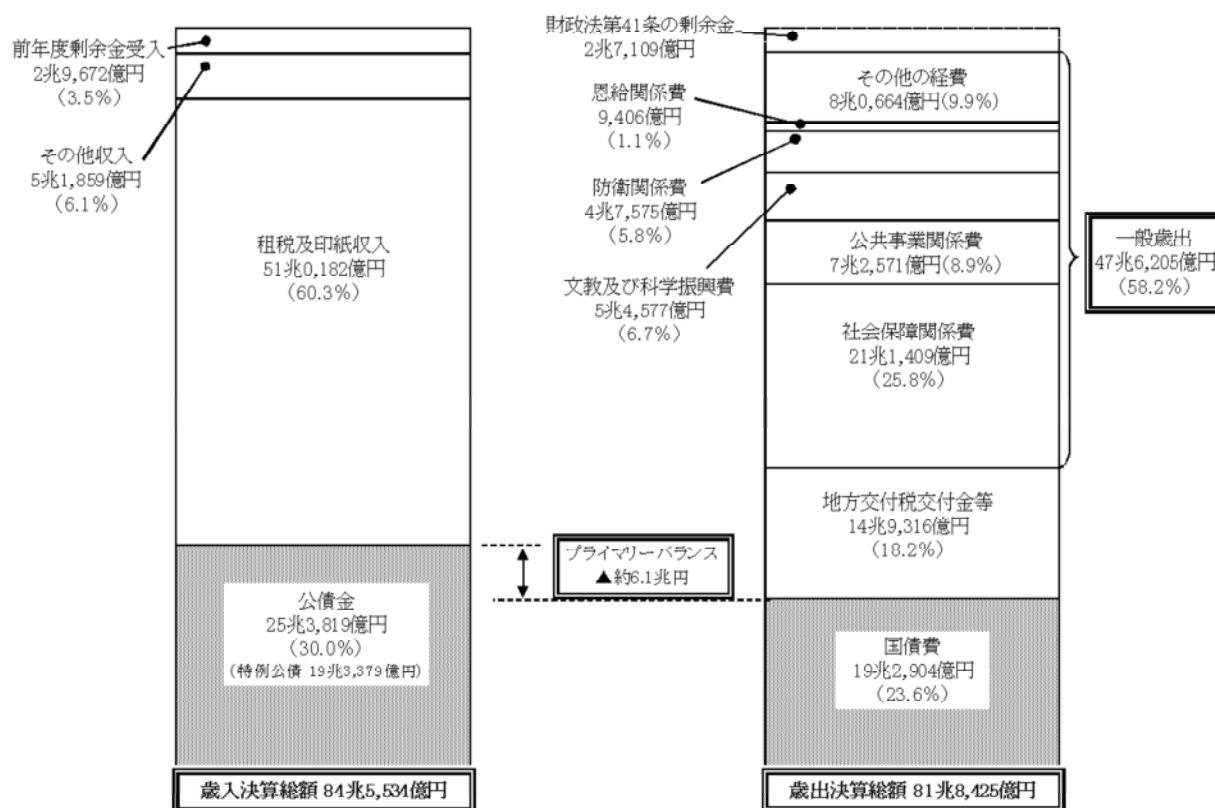 前年度剰余金受入
2兆9,672億円
(3.5%)
その他収入
5兆1,859億円
(6.1%)
租税及印紙収入
51兆0,182億円
(60.3%)
公債金
25兆3,819億円
(30.0%)
(特例公債 19兆3,379億円)
歳入決算総額 84兆5,534億円
プライマリーバランス
▲約6.1兆円
財政法第41条の剰余金
2兆7,109億円
その他の経費
8兆0,664億円(9.9%)
恩給関係費
9,406億円
(1.1%)
防衛関係費
4兆7,575億円
(5.8%)
文教及び科学振興費
5兆4,577億円
(6.7%)
公共事業関係費
7兆2,571億円(8.9%)
社会保障関係費
21兆1,409億円
(25.8%)
一般歳出
47兆6,205億円
(58.2%)
地方交付税交付金等
14兆9,316億円
(18.2%)
国債費
19兆2,904億円
(23.6%)
歳出決算総額 81兆8,425億円